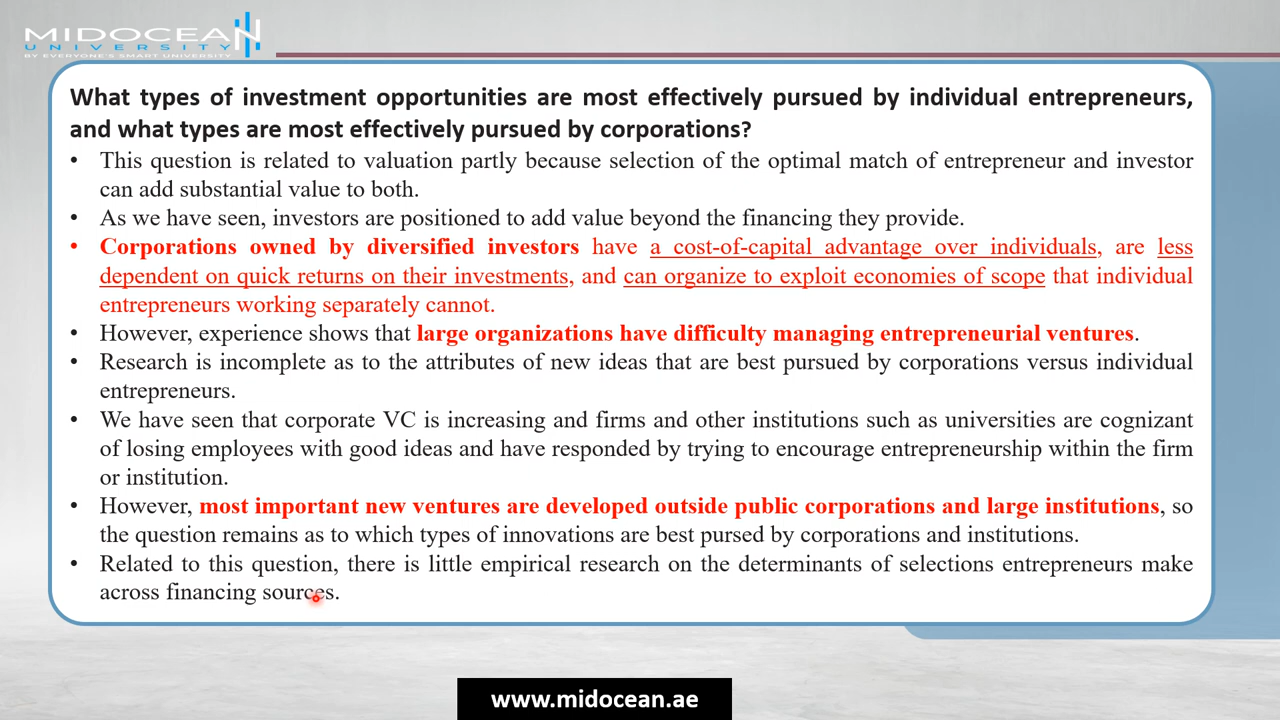 MIDOCEAN
UNIVERSITY
BY EVERYONE'S SMART UNIVERSITY
What types of investment opportunities are most effectively pursued by individual entrepreneurs,
and what types are most effectively pursued by corporations?
• This question is related to valuation partly because selection of the optimal match of entrepreneur and investor
can add substantial value to both.
• As we have seen, investors are positioned to add value beyond the financing they provide.
• Corporations owned by diversified investors have a cost-of-capital advantage over individuals, are less
dependent on quick returns on their investments, and can organize to exploit economies of scope that individual
entrepreneurs working separately cannot.
• However, experience shows that large organizations have difficulty managing entrepreneurial ventures.
• Research is incomplete as to the attributes of new ideas that are best pursued by corporations versus individual
entrepreneurs.
• We have seen that corporate VC is increasing and firms and other institutions such as universities are cognizant
of losing employees with good ideas and have responded by trying to encourage entrepreneurship within the firm
or institution.
• However, most important new ventures are developed outside public corporations and large institutions, so
the question remains as to which types of innovations are best pursed by corporations and institutions.
• Related to this question, there is little empirical research on the determinants of selections entrepreneurs make
across financing sources.
www.midocean.ae